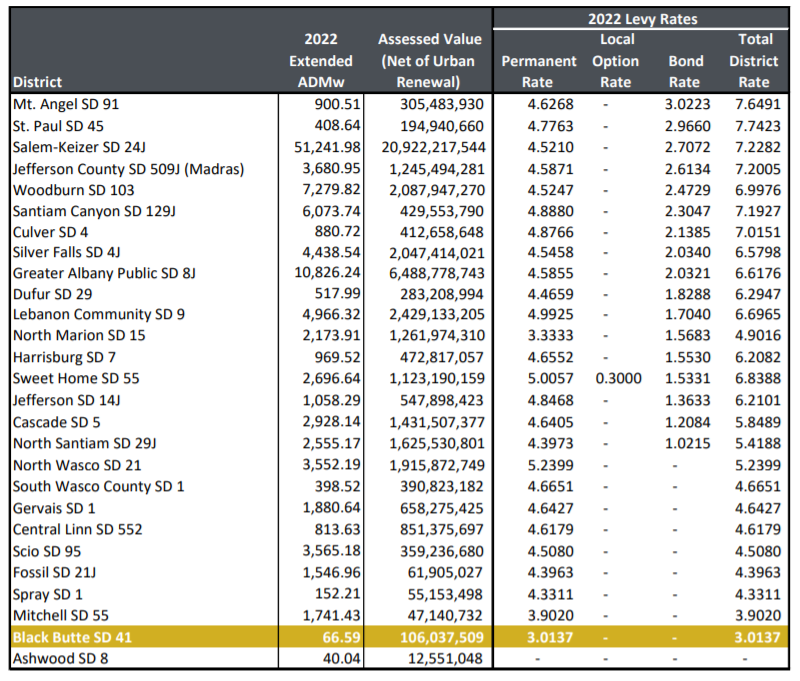 2022 Levy Rates
2022 Assessed Value Local Total
Extended (Net of Urban Permanent Option Bond District
District ADMw Renewal) Rate Rate Rate Rate
Mt. Angel SD 91 900.51 305,483,930 4.6268 - 3.0223 7.6491
St. Paul SD 45 408.64 194,940,660 4.7763 - 2.9660 7.7423
Salem-Keizer SD 24J 51,241.98 20,922,217,544 4.5210 - 2.7072 7.2282
Jefferson County SD 509J (Madras) 3,680.95 1,245,494,281 4.5871 - 2.6134 7.2005
Woodburn SD 103 7,279.82 2,087,947,270 4.5247 - 2.4729 6.9976
Santiam Canyon SD 129J 6,073.74 429,553,790 4.8880 - 2.3047 7.1927
Culver SD 4 880.72 412,658,648 4.8766 - 2.1385 7.0151
Silver Falls SD 4J 4,438.54 2,047,414,021 4.5458 - 2.0340 6.5798
Greater Albany Public SD 8J 10,826.24 6,488,778,743 4.5855 - 2.0321 6.6176
Dufur SD 29 517.99 283,208,994 4.4659 - 1.8288 6.2947
Lebanon Community SD 9 4,966.32 2,429,133,205 4.9925 - 1.7040 6.6965
North Marion SD 15 2,173.91 1,261,974,310 3.3333 - 1.5683 4.9016
Harrisburg SD 7 969.52 472,817,057 4.6552 - 1.5530 6.2082
Sweet Home SD 55 2,696.64 1,123,190,159 5.0057 0.3000 1.5331 6.8388
Jefferson SD 14J 1,058.29 547,898,423 4.8468 - 1.3633 6.2101
Cascade SD 5 2,928.14 1,431,507,377 4.6405 - 1.2084 5.8489
North Santiam SD 29J 2,555.17 1,625,530,801 4.3973 - 1.0215 5.4188
North Wasco SD 21 3,552.19 1,915,872,749 5.2399 - - 5.2399
South Wasco County SD 1 398.52 390,823,182 4.6651 - - 4.6651
Gervais SD 1 1,880.64 658,275,425 4.6427 - - 4.6427
Central Linn SD 552 813.63 851,375,697 4.6179 - - 4.6179
Scio SD 95 3,565.18 359,236,680 4.5080 - - 4.5080
Fossil SD 21J 1,546.96 61,905,027 4.3963 - - 4.3963
Spray SD 1 152.21 55,153,498 4.3311 - - 4.3311
Mitchell SD 55 1,741.43 47,140,732 3.9020 - - 3.9020
Black Butte SD 41 66.59 106,037,509 3.0137 - - 3.0137
Ashwood SD 8 40.04 12,551,048 - - - -